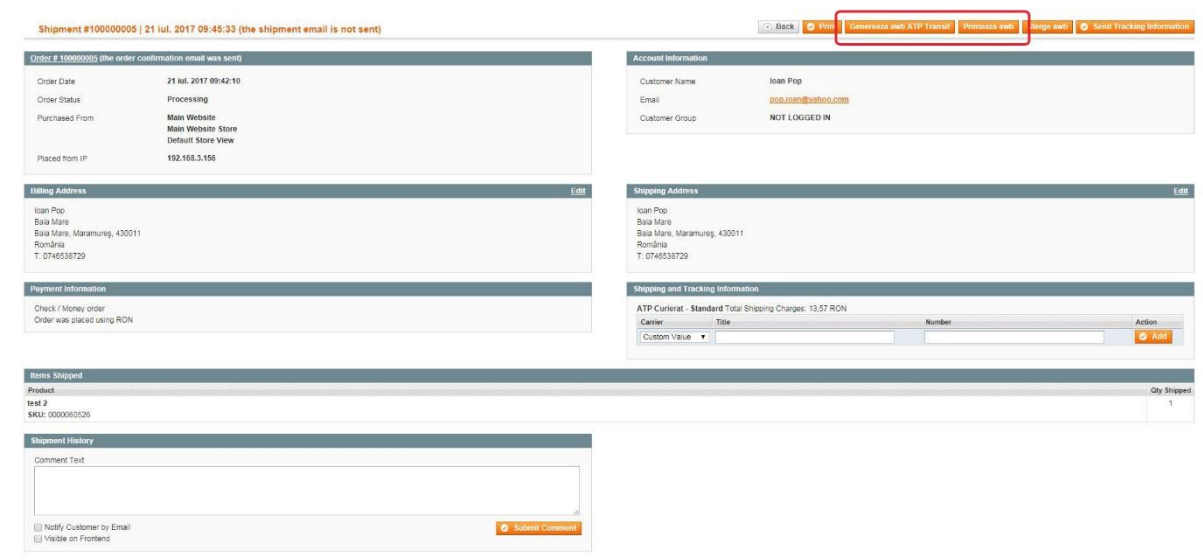 Shipment #100000005 | 21 iul. 2017 09:45:33 (the shipment email is not sent)
Back Print Genereaza awb ATP Transit Printeaza awb Sterge awb Send Tracking Information
Order # 100000005 (the order confirmation email was sent)
Order Date 21 iul. 2017 09:42:10
Order Status Processing
Purchased From Main Website
Main Website Store
Default Store View
Placed from IP 192.168.3.156
Account Information
Customer Name Ioan Pop
Email pop.ioan@yahoo.com
Customer Group NOT LOGGED IN
Billing Address Edit
Ioan Pop
Baia Mare
Baia Mare, Maramureş, 430011
România
T: 0746538729
Shipping Address Edit
Ioan Pop
Baia Mare
Baia Mare, Maramureş, 430011
România
T: 0746538729
Payment Information
Check / Money order
Order was placed using RON
Shipping and Tracking Information
ATP Curierat - Standard Total Shipping Charges: 13,57 RON
Carrier Title Number Action
Custom Value Add
Items Shipped
Product Qty Shipped
test 2 1
SKU: 0000060526
Shipment History
Comment Text
Notify Customer by Email
Visible on Frontend
Submit Comment